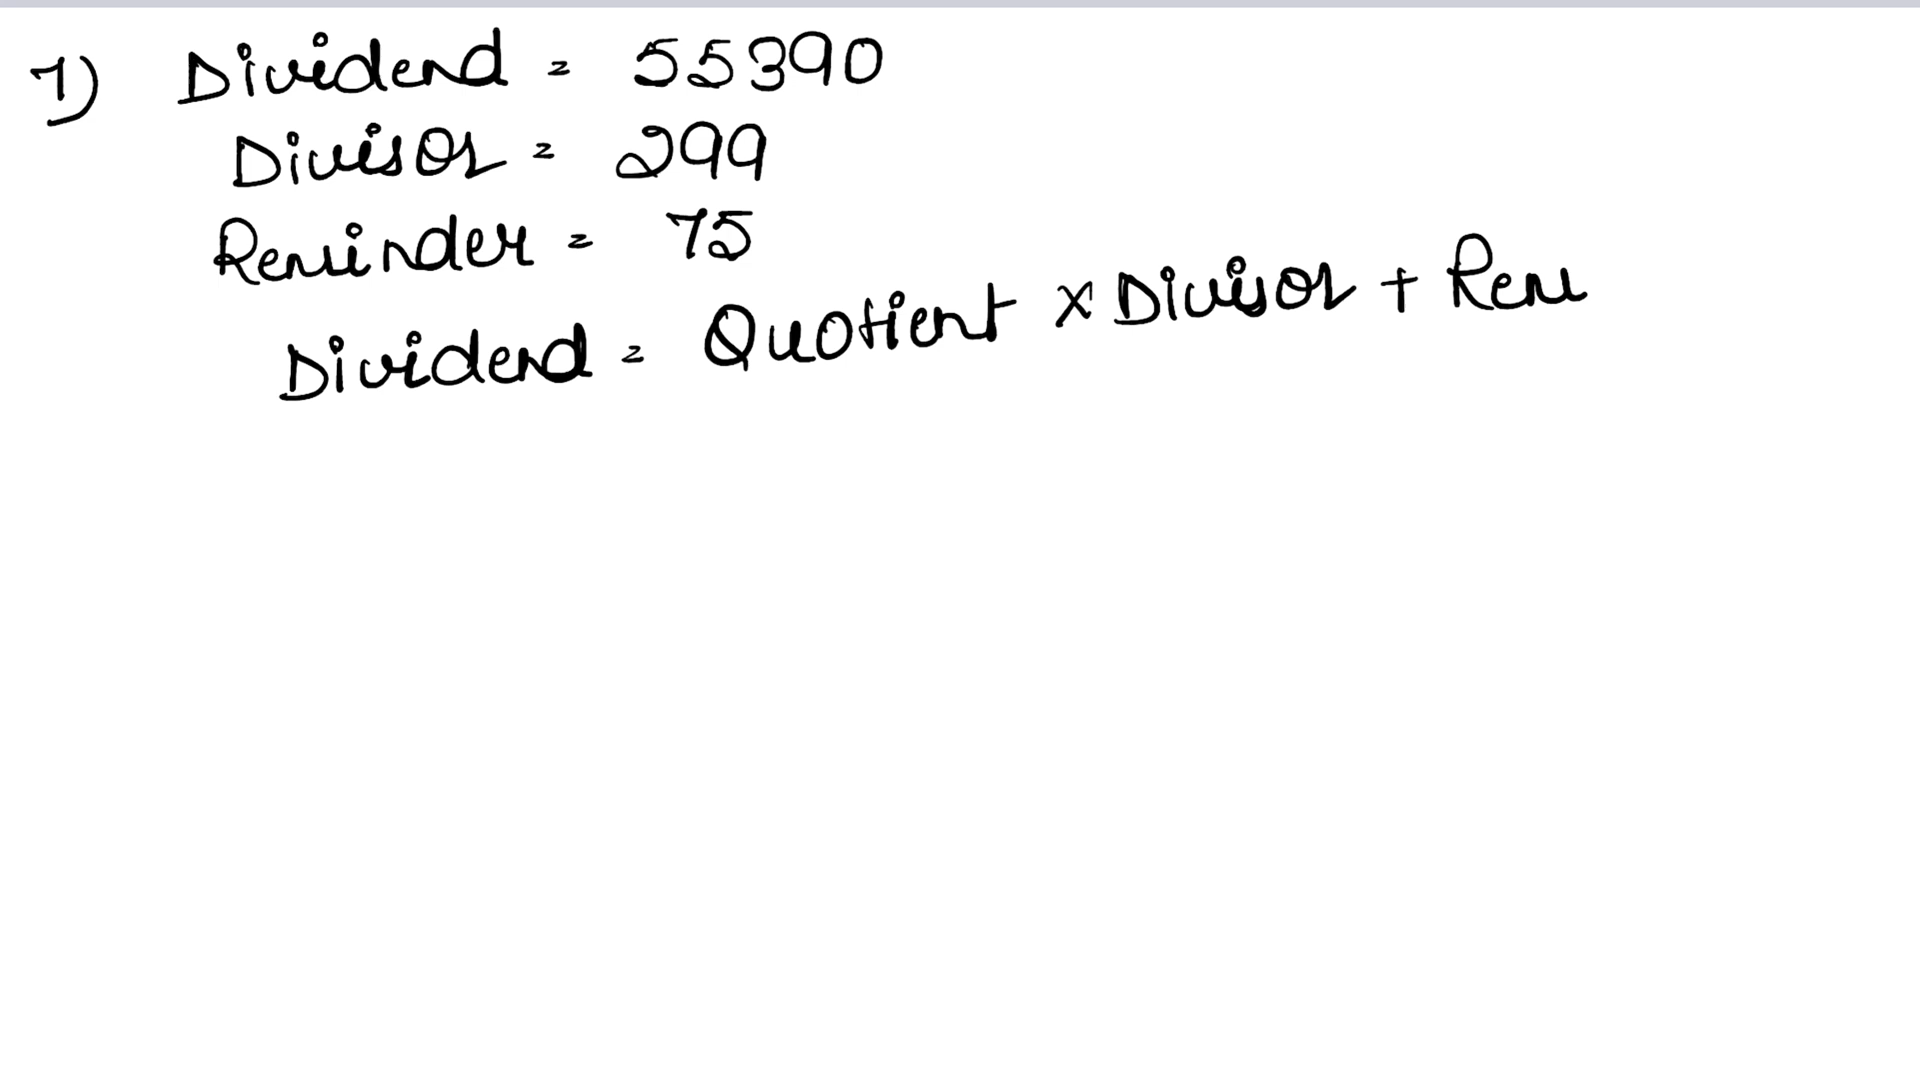 7) Dividend = 55390
Divisor = 299
Reminder = 75
Dividend = Quotient × Divisor + Rem